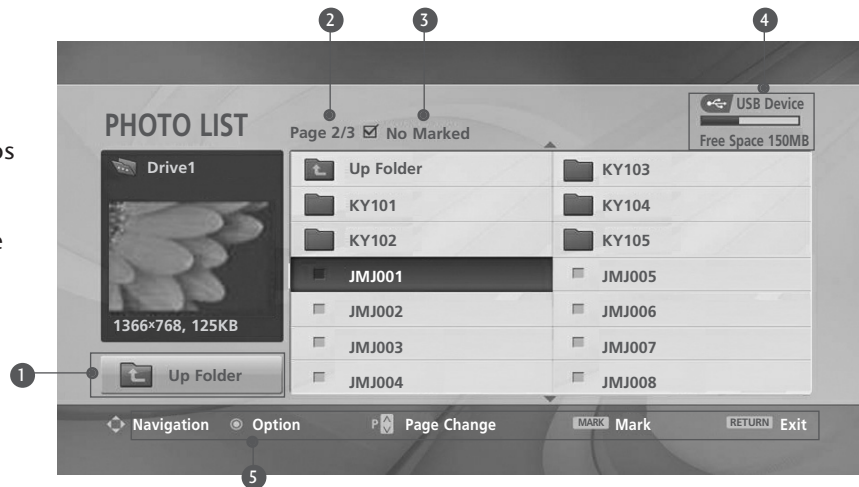 2 3 4
USB Device
PHOTO LIST
Page 2/3 No Marked
Free Space 150MB
os
Drive1
Up Folder KY103
KY101 KY104
e
KY102 KY105
JMJ001 JMJ005
JMJ002 JMJ006
1366×768, 125KB
JMJ003 JMJ007
1
Up Folder
JMJ004 JMJ008
Navigation Option P Page Change MARK Mark RETURN Exit
5